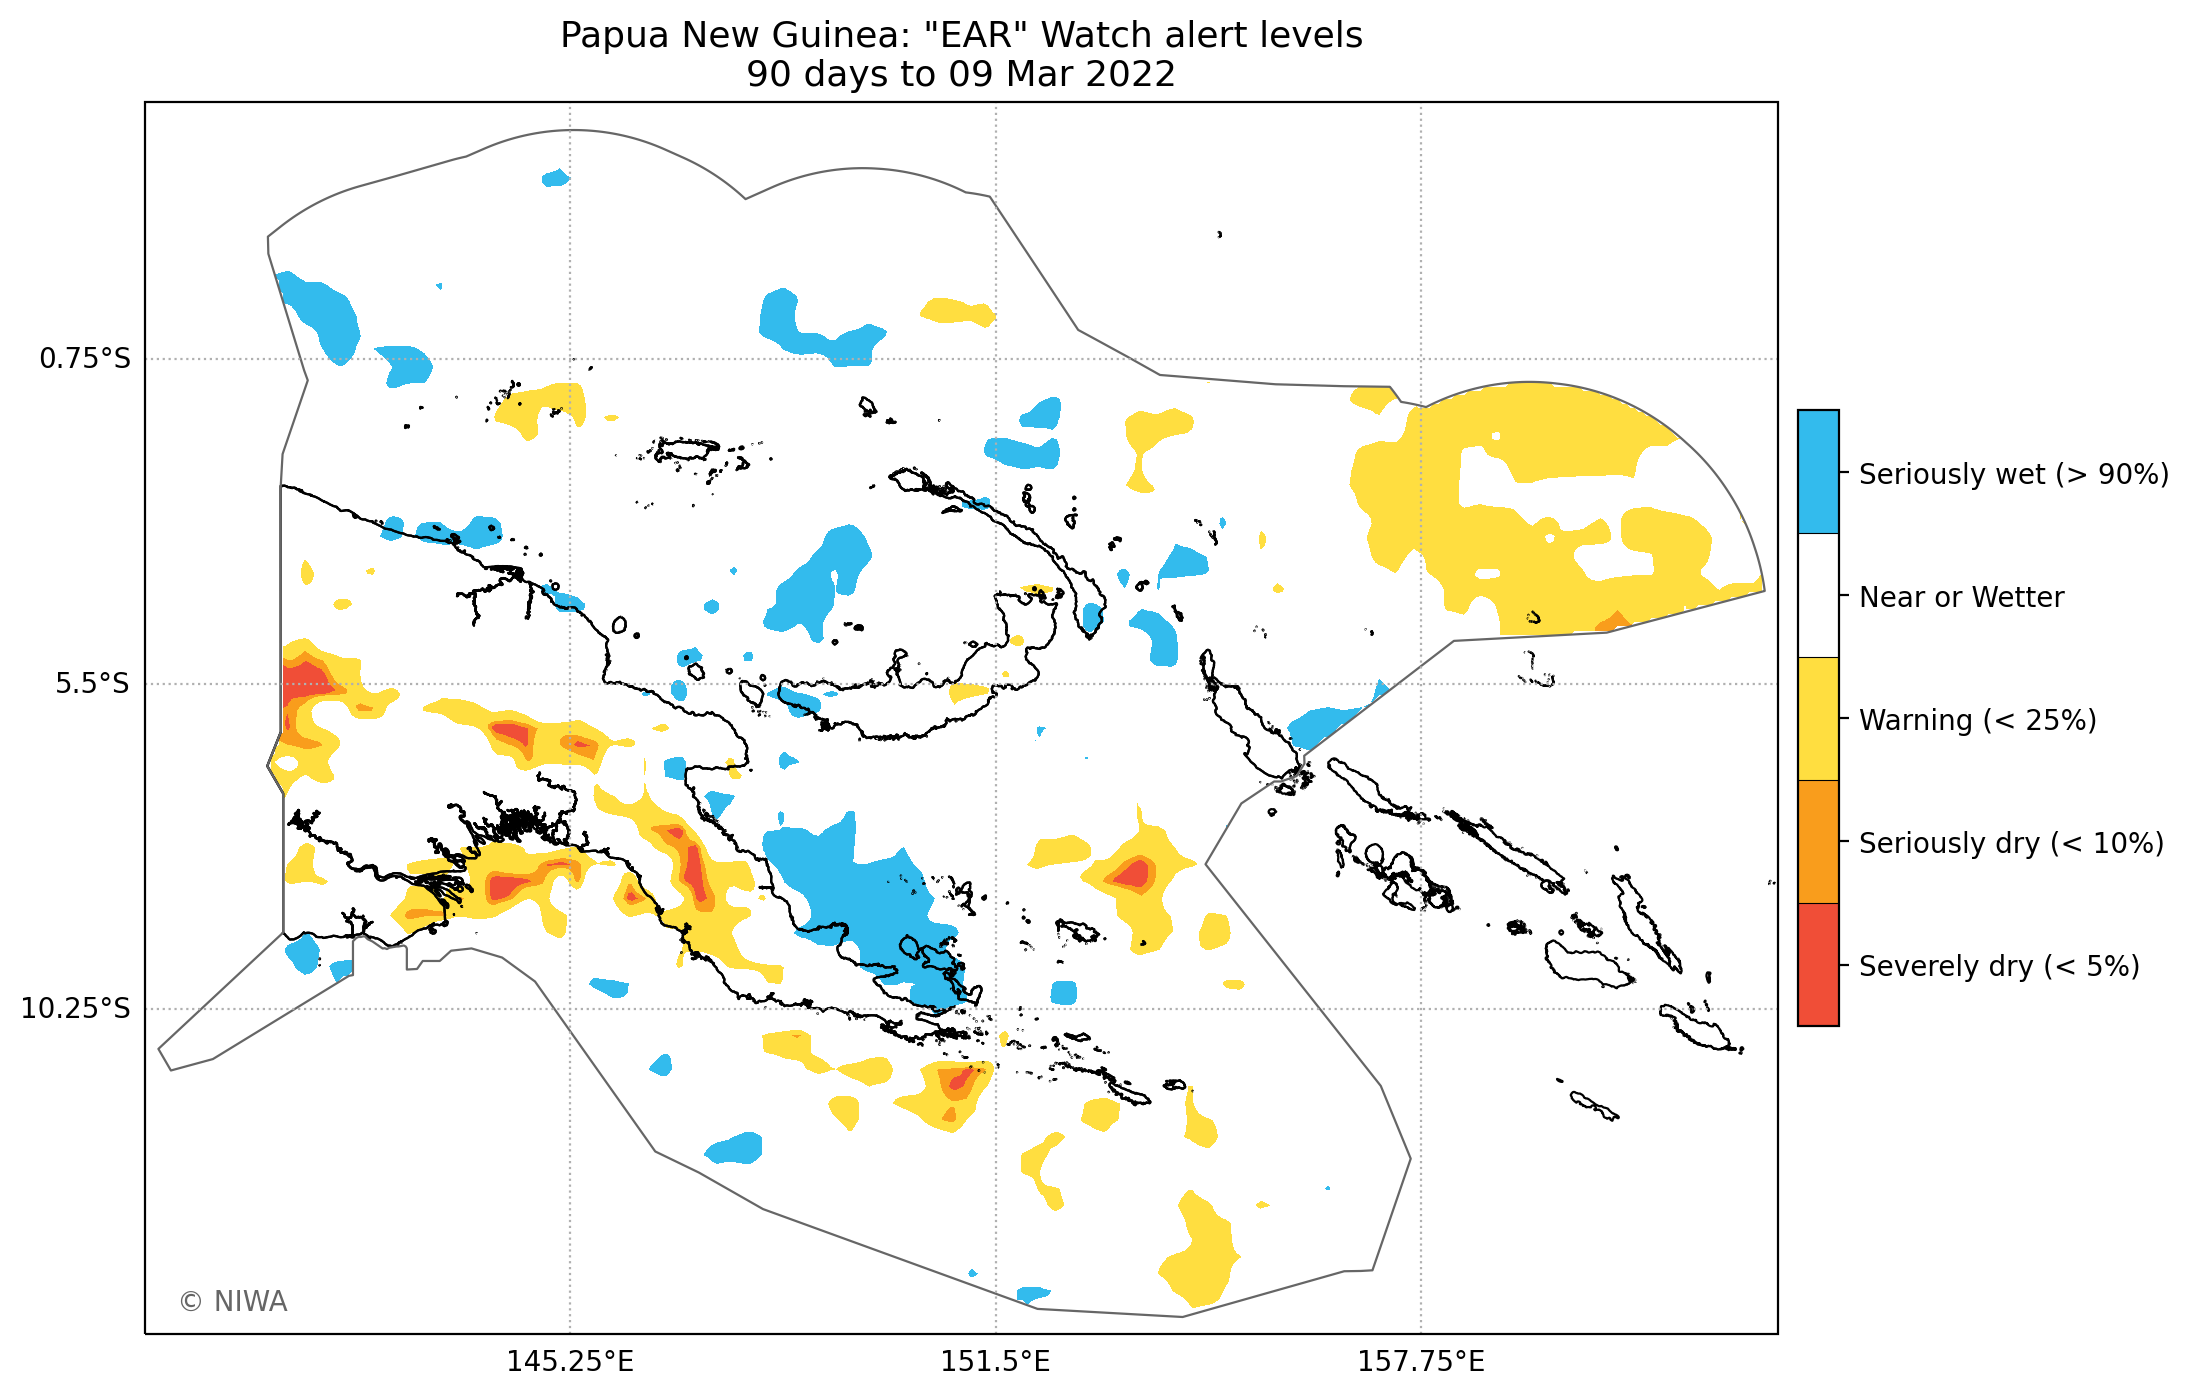 Papua New Guinea: "EAR" Watch alert levels
90 days to 09 Mar 2022
0.75°S
5.5°S
10.25°S
145.25°E
151.5°E
157.75°E
Seriously wet (> 90%)
Near or Wetter
Warning (< 25%)
Seriously dry (< 10%)
Severely dry (< 5%)
© NIWA